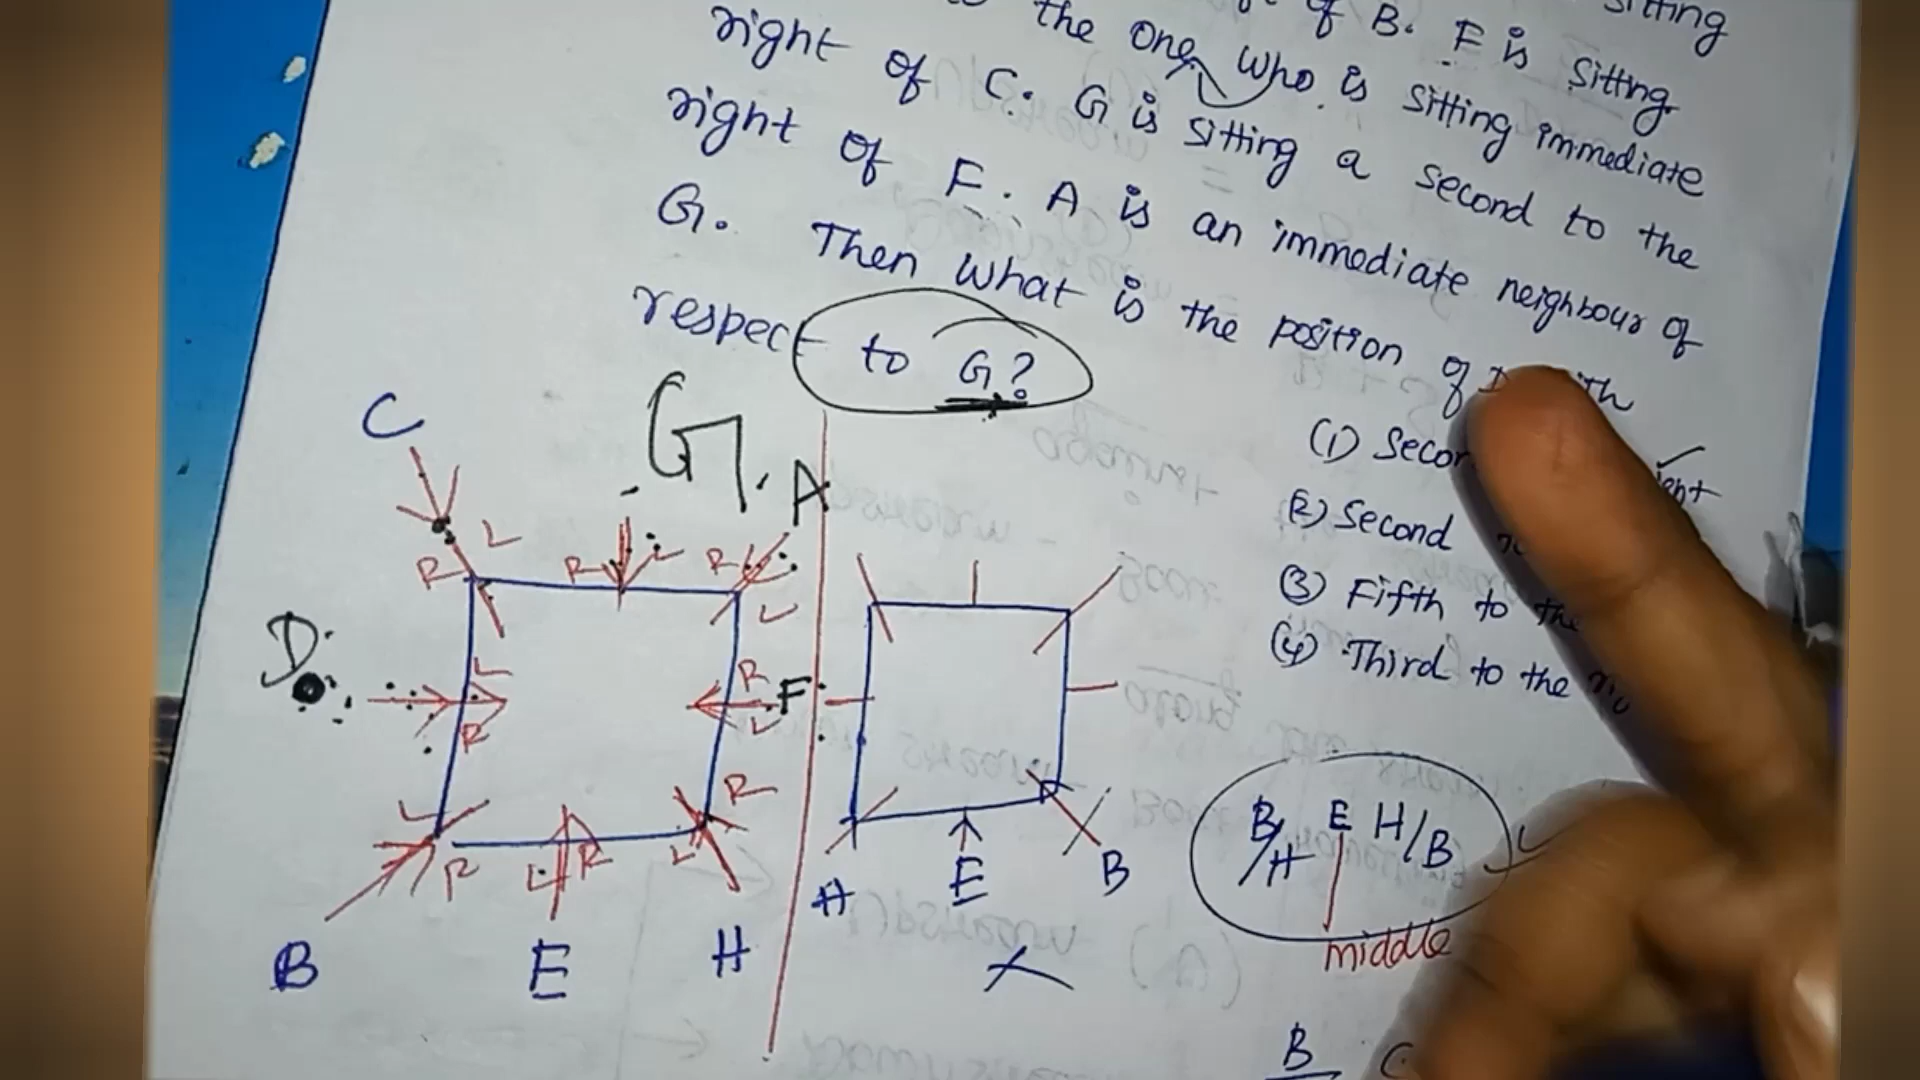 sitting
of B. F is sitting
the one who is sitting immediate
right of C. G is sitting a second to the
right of F. A is an immediate neighbour of
G. Then what is the position of with
respect to G?
(1) Secon
(2) Second
(3) Fifth to the
(4) Third to the
C
G
A
R L
R L
R L
D
L R
R L
F
L R
L R
L R
B
E
H
H
E
B
B/H E H/B
middle
B
C